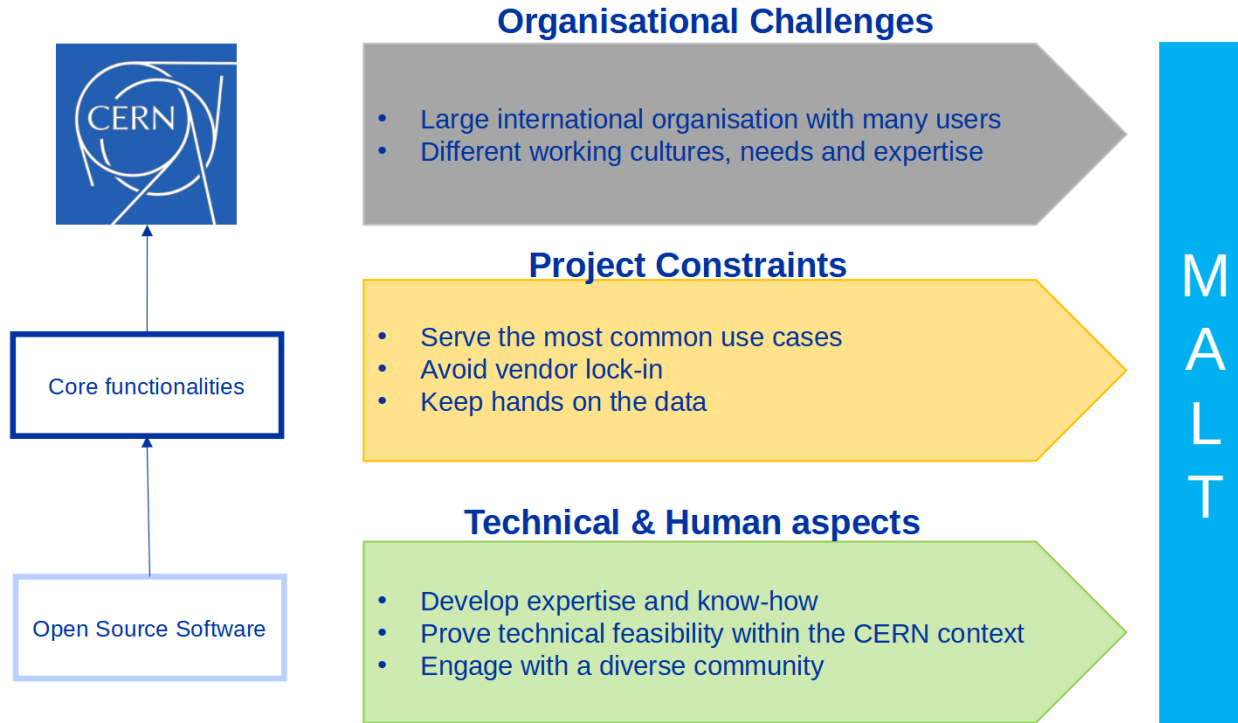 Organisational Challenges
CERN
• Large international organisation with many users
• Different working cultures, needs and expertise
Project Constraints
Core functionalities
• Serve the most common use cases
• Avoid vendor lock-in
• Keep hands on the data
Technical & Human aspects
Open Source Software
• Develop expertise and know-how
• Prove technical feasibility within the CERN context
• Engage with a diverse community
M
A
L
T